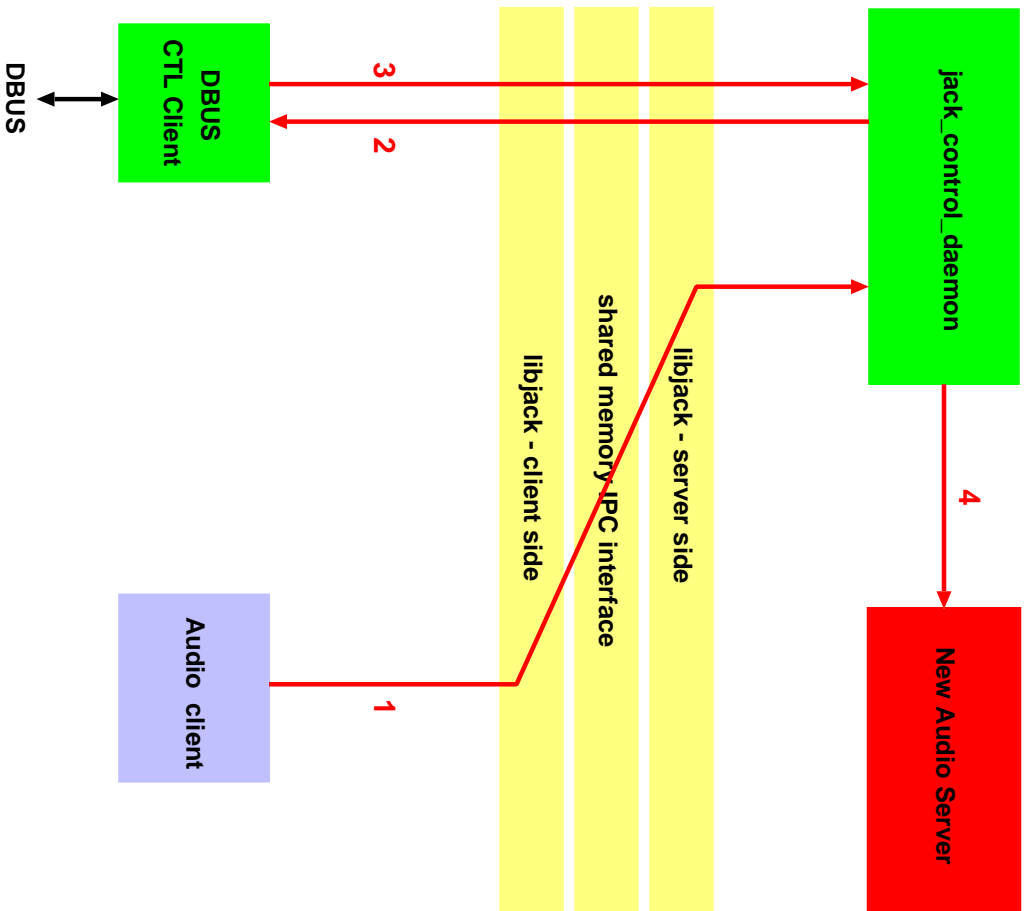 jack_control_daemon
New Audio Server
4
libjack - server side
shared memory IPC interface
libjack - client side
3
2
1
DBUS
CTL Client
Audio client
DBUS